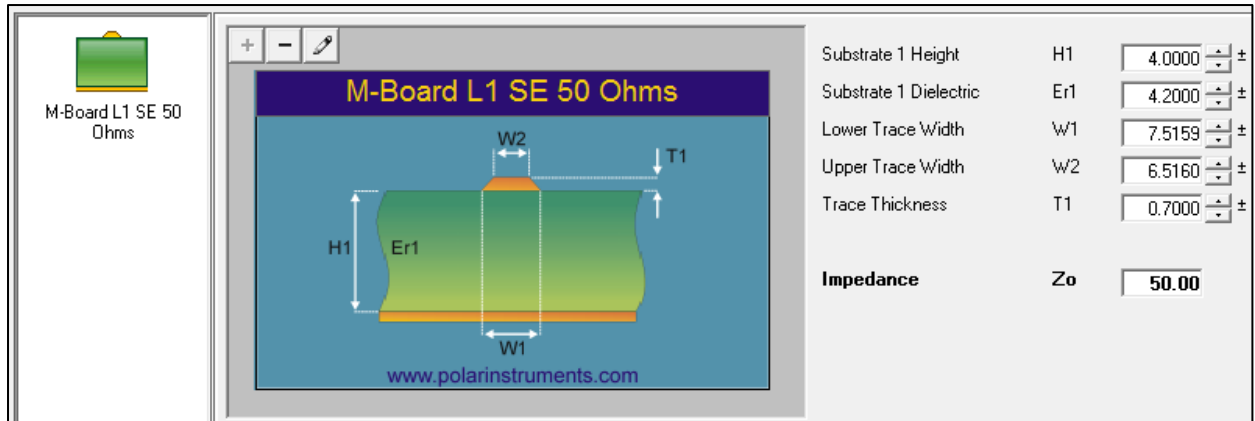 M-Board L1 SE 50
Ohms
M-Board L1 SE 50 Ohms
W2
T1
H1
Er1
W1
www.polarinstruments.com
Substrate 1 Height H1 4.0000 ±
Substrate 1 Dielectric Er1 4.2000 ±
Lower Trace Width W1 7.5159 ±
Upper Trace Width W2 6.5160 ±
Trace Thickness T1 0.7000 ±
Impedance Zo 50.00